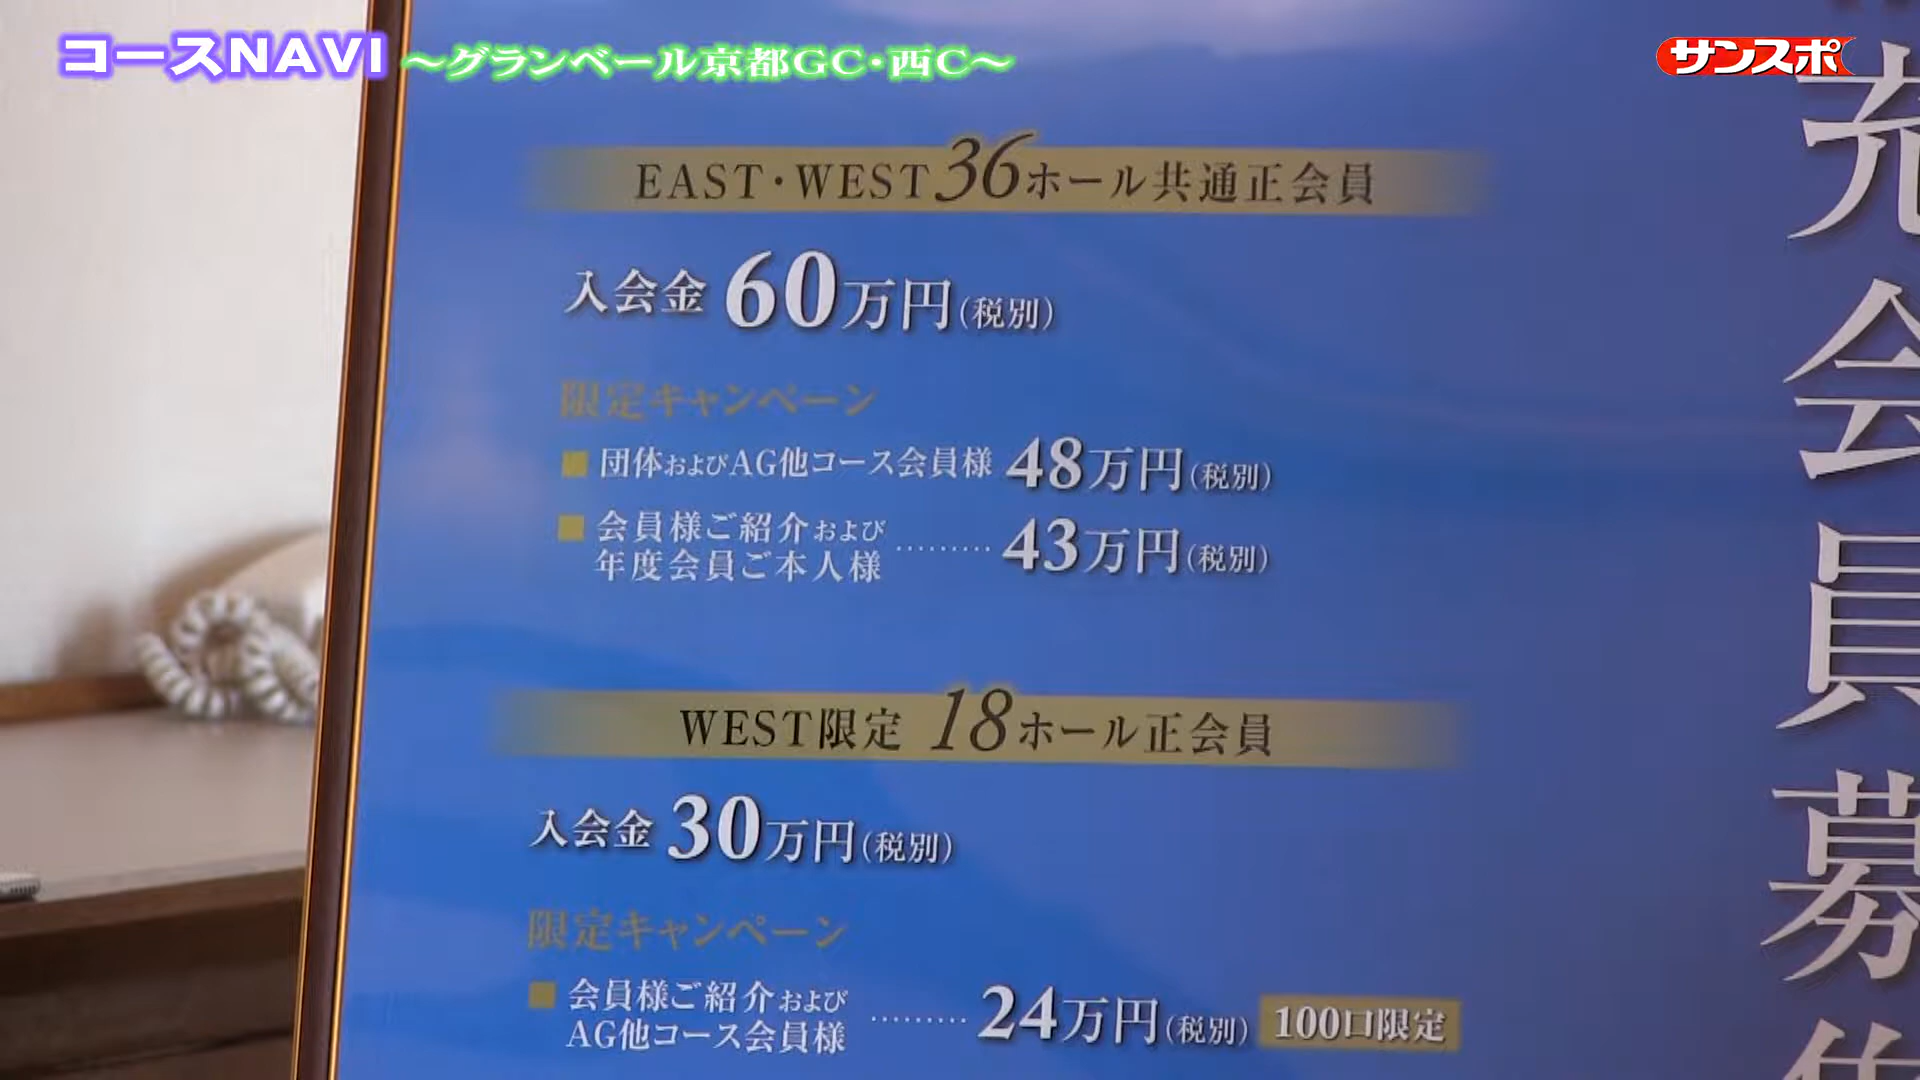 コースNAVI ～グランベール京都GC・西C～
サンスポ
EAST・WEST36ホール共通正会員
入会金 60万円(税別)
限定キャンペーン
■ 団体およびAG他コース会員様 48万円(税別)
■ 会員様ご紹介および
年度会員ご本人様 ……… 43万円(税別)
WEST限定 18ホール正会員
入会金 30万円(税別)
限定キャンペーン
■ 会員様ご紹介および
AG他コース会員様 ……… 24万円(税別) 100口限定
充会員募集